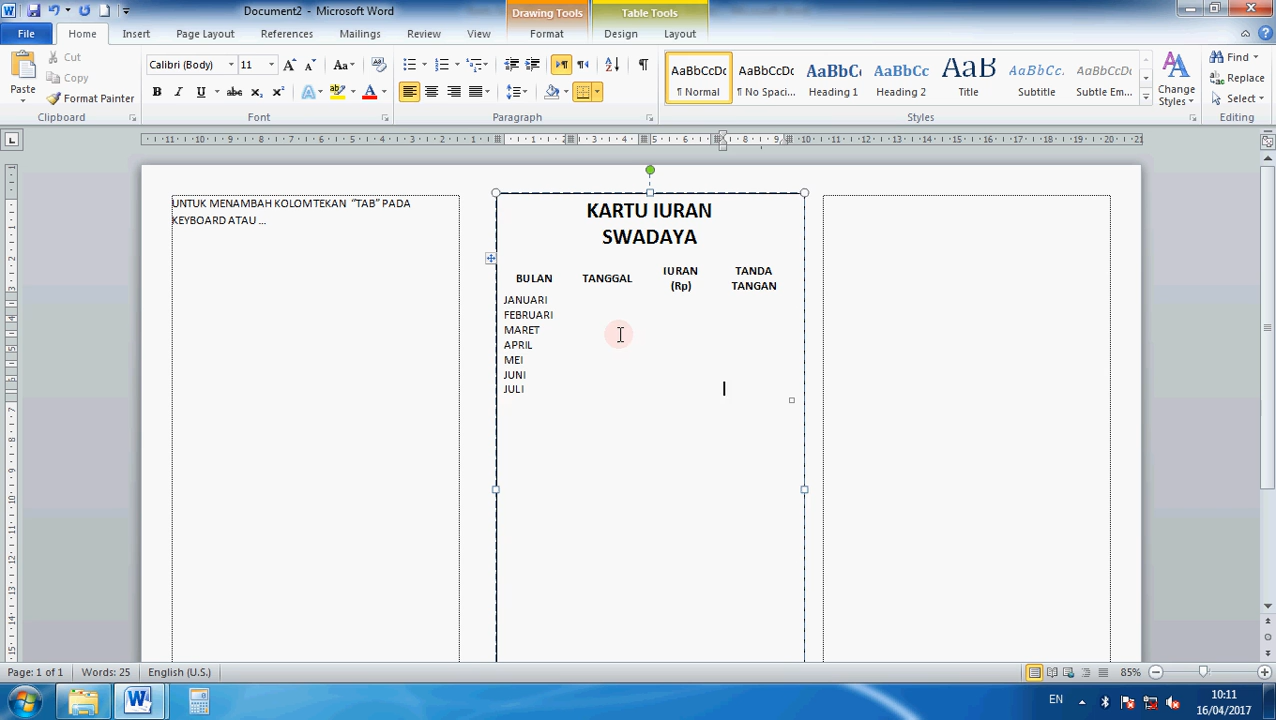 Document2 - Microsoft Word
Drawing Tools
Table Tools
File
Home
Insert
Page Layout
References
Mailings
Review
View
Format
Design
Layout
Paste
Cut
Copy
Format Painter
Clipboard
Calibri (Body)
11
Font
Paragraph
AaBbCcDc
¶ Normal
AaBbCcDc
¶ No Spaci...
AaBbC
Heading 1
AaBbCc
Heading 2
AaB
Title
AaBbCc.
Subtitle
AaBbCcDc
Subtle Em...
Change
Styles
Styles
Find
Replace
Select
Editing
UNTUK MENAMBAH KOLOM TEKAN "TAB" PADA
KEYBOARD ATAU ...
KARTU IURAN
SWADAYA
BULAN
TANGGAL
IURAN
(Rp)
TANDA
TANGAN
JANUARI
FEBRUARI
MARET
APRIL
MEI
JUNI
JULI
Page: 1 of 1
Words: 25
English (U.S.)
85%
EN
10:11
16/04/2017